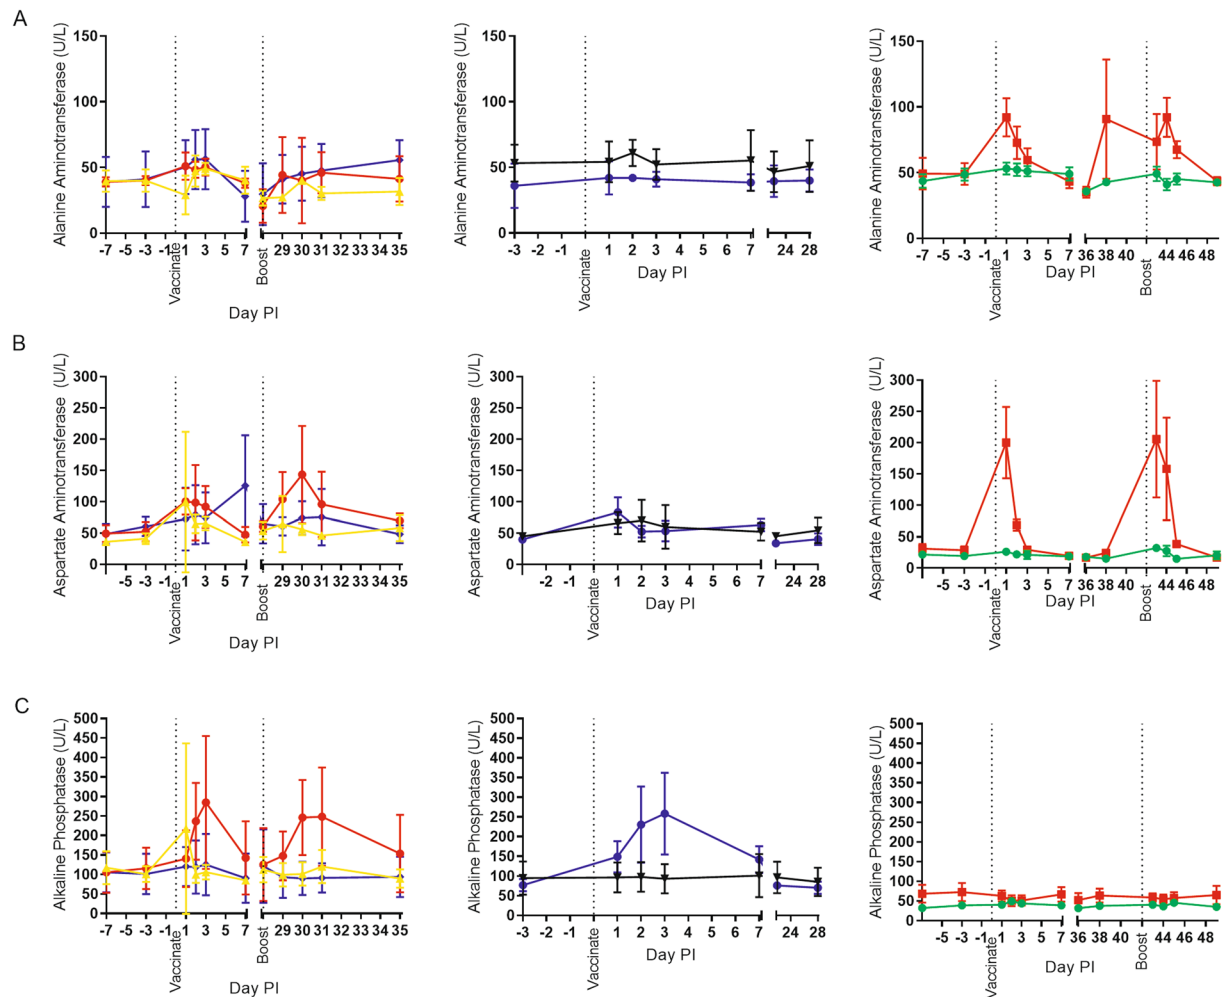 A
Alanine Aminotransferase (U/L)
150
100
50
0
-7 -5 -3 -1 1 3 7 29 30 31 32 33 34 35
Vaccinate
Boost
Day PI
Alanine Aminotransferase (U/L)
150
100
50
0
-3 -2 -1 1 2 3 4 5 6 7 24 28
Vaccinate
Day PI
Alanine Aminotransferase (U/L)
150
100
50
0
-7 -5 -3 -1 1 3 5 7 36 38 40 44 46 48
Vaccinate
Boost
Day PI
B
Aspartate Aminotransferase (U/L)
300
250
200
150
100
50
0
-5 -3 -1 1 3 5 7 29 30 31 32 33 34 35
Vaccinate
Boost
Day PI
Aspartate Aminotransferase (U/L)
300
250
200
150
100
50
0
-2 -1 1 2 3 4 5 6 7 24 28
Vaccinate
Day PI
Aspartate Aminotransferase (U/L)
300
250
200
150
100
50
0
-5 -3 -1 1 3 5 7 36 38 40 44 46 48
Vaccinate
Boost
Day PI
C
Alkaline Phosphatase (U/L)
500
450
400
350
300
250
200
150
100
50
0
-7 -5 -3 -1 1 3 5 7 29 30 31 32 33 34 35
Vaccinate
Boost
Day PI
Alkaline Phosphatase (U/L)
500
450
400
350
300
250
200
150
100
50
0
-3 -2 -1 1 2 3 4 5 6 7 24 28
Vaccinate
Day PI
Alkaline Phosphatase (U/L)
500
450
400
350
300
250
200
150
100
50
0
-5 -3 -1 1 3 5 7 36 38 40 44 46 48
Vaccinate
Boost
Day PI